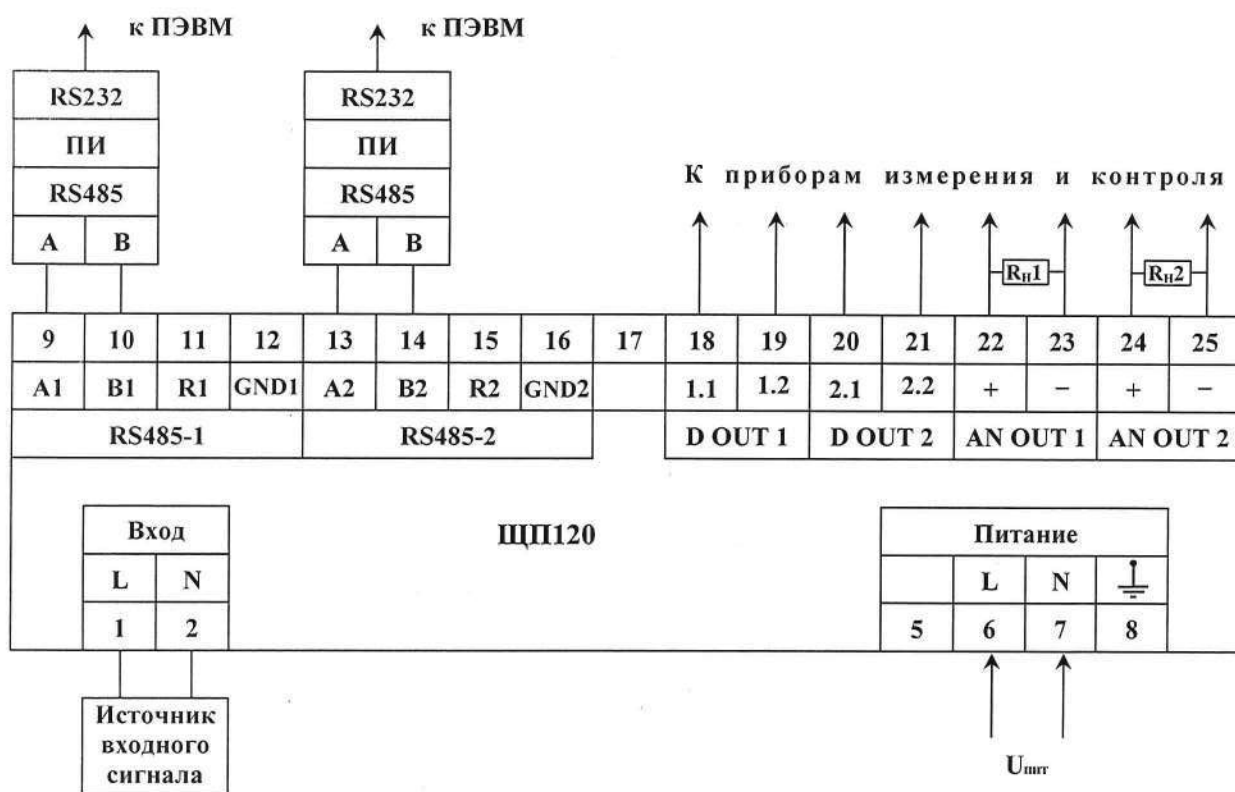 к ПЭВМ к ПЭВМ
RS232 RS232
ПИ ПИ
RS485 RS485
К приборам измерения и контроля
A B A B
Rн1 Rн2
9 10 11 12 13 14 15 16 17 18 19 20 21 22 23 24 25
A1 B1 R1 GND1 A2 B2 R2 GND2 1.1 1.2 2.1 2.2 + − + −
RS485-1 RS485-2 D OUT 1 D OUT 2 AN OUT 1 AN OUT 2
Вход ЩП120 Питание
L N L N
1 2 5 6 7 8
Источник
входного
сигнала
Uпит